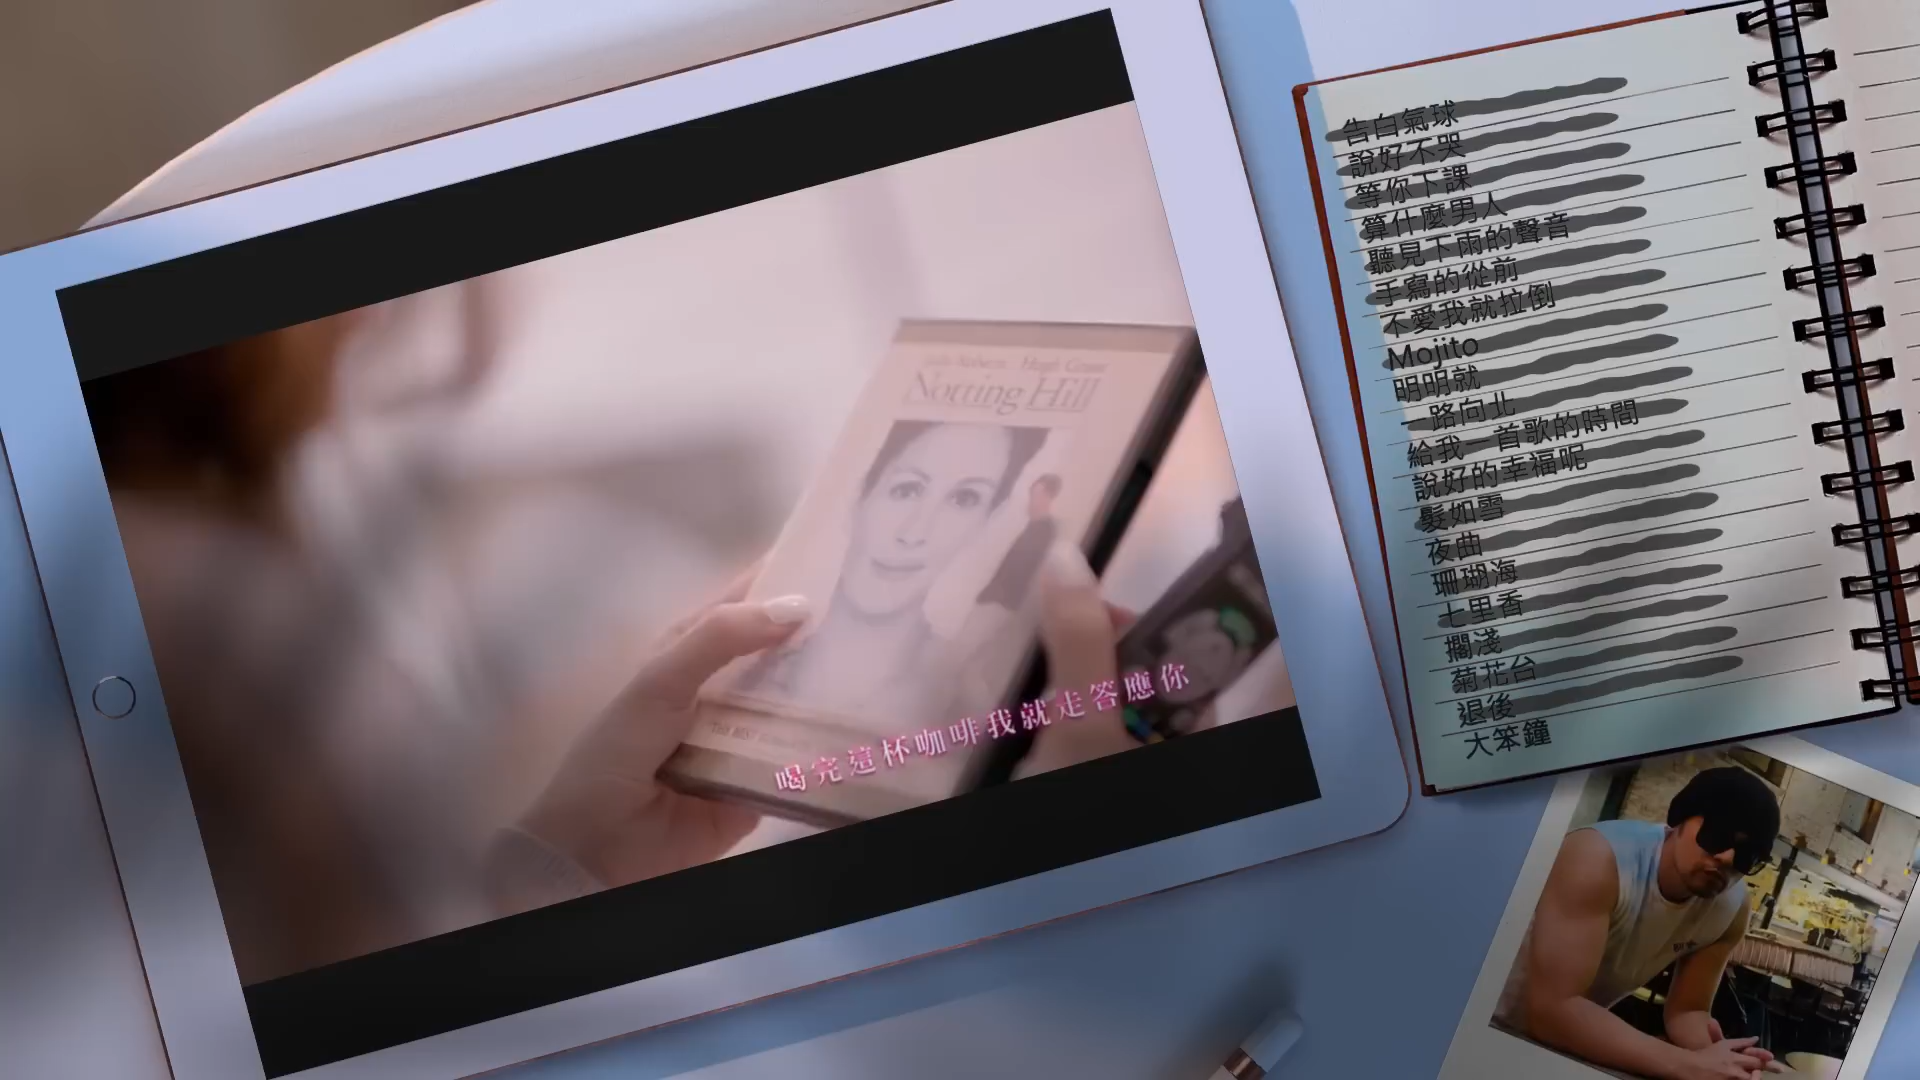 Julia Roberts Hugh Grant
Notting Hill
喝完這杯咖啡我就走答應你
告白氣球
說好不哭
等你下課
算什麼男人
聽見下雨的聲音
手寫的從前
不愛我就拉倒
Mojito
明明就
一路向北
給我一首歌的時間
說好的幸福呢
髮如雪
夜曲
珊瑚海
七里香
擱淺
菊花台
退後
大笨鐘